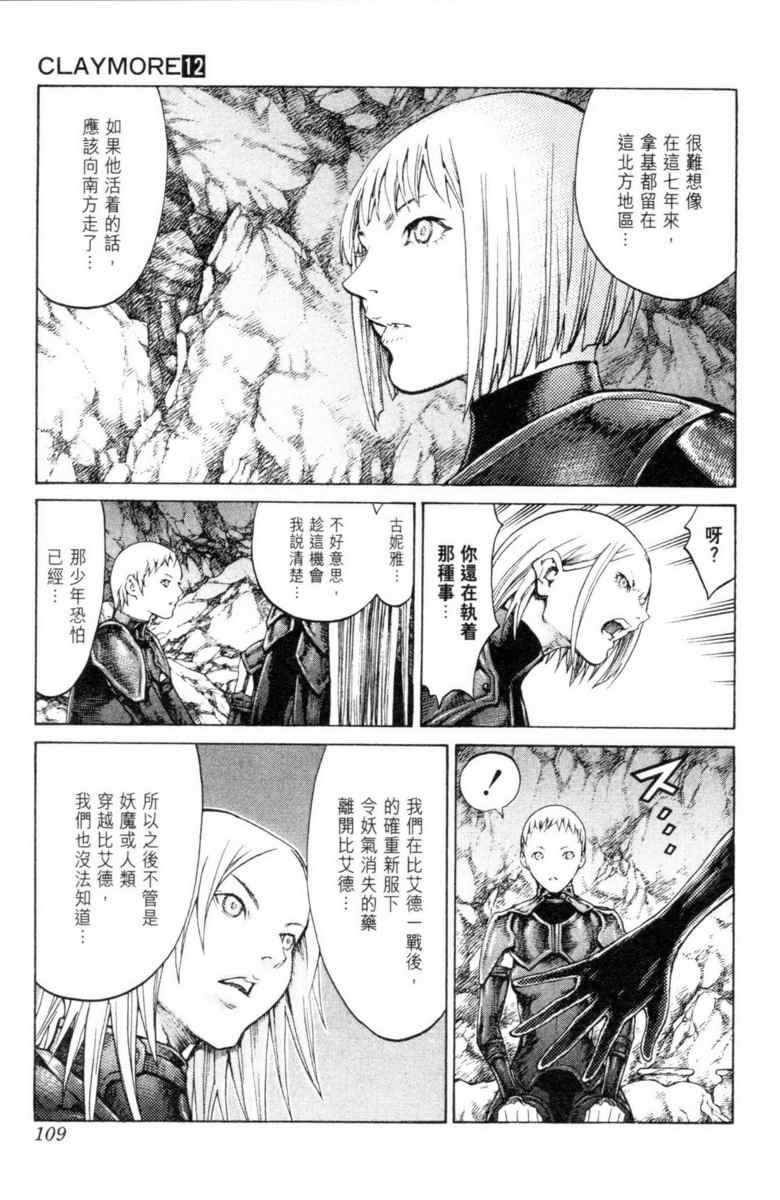 CLAYMORE 12
很難想像
在這七年來，
拿基都留在
這北方地區…
如果他活着的話，
應該向南方走了…
呀？
你還在執着
那種事…
古妮雅…
不好意思，
趁這機會
我説清楚…
那少年恐怕
已經…
ス…
！
我們在比艾德一戰後，
的確重新服下
令妖氣消失的藥
離開比艾德…
所以之後不管是
妖魔或人類
穿越比艾德，
我們也沒法知道…
109